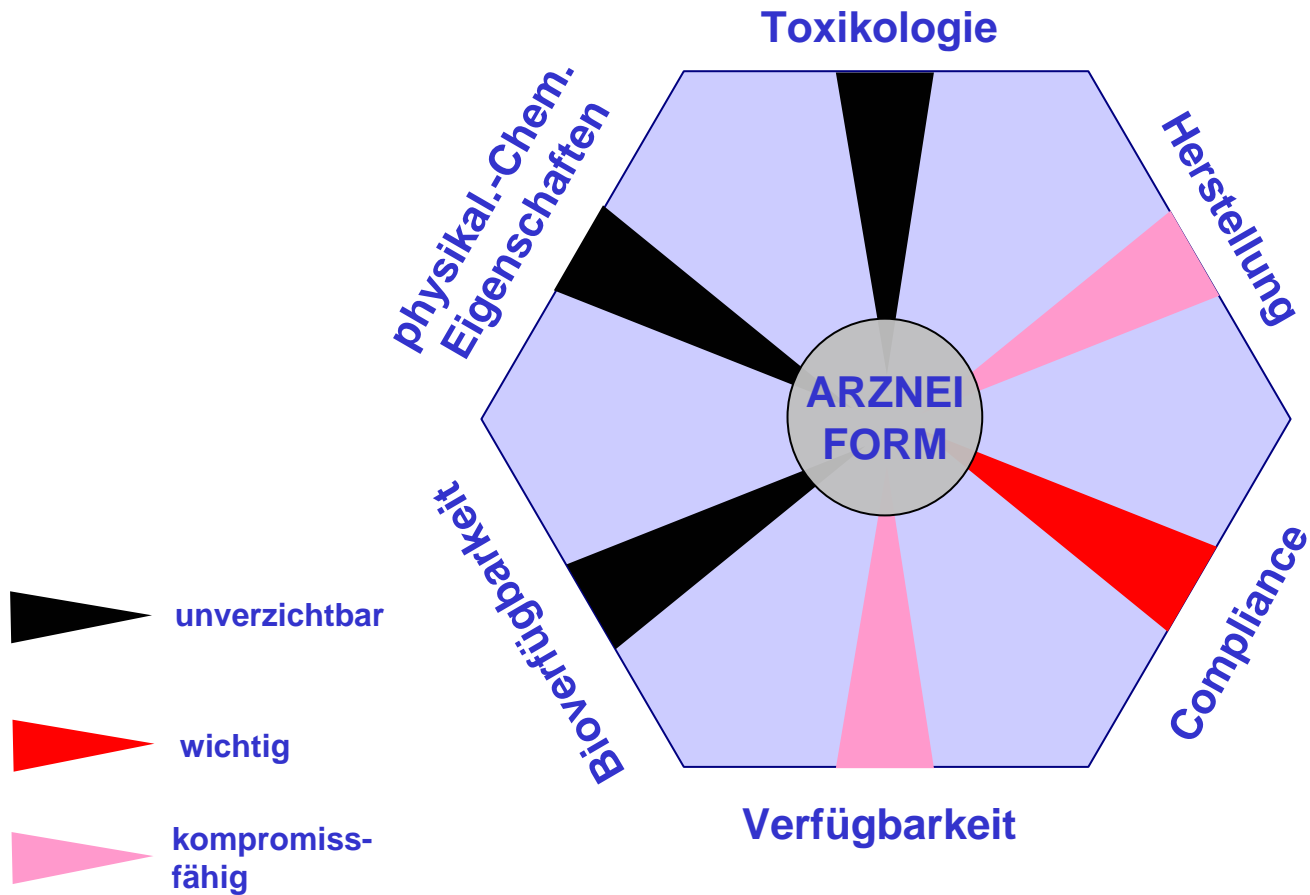 Toxikologie
physikal.-Chem.
Eigenschaften
Herstellung
ARZNEI
FORM
Bioverfügbarkeit
Compliance
Verfügbarkeit
unverzichtbar
wichtig
kompromiss-
fähig